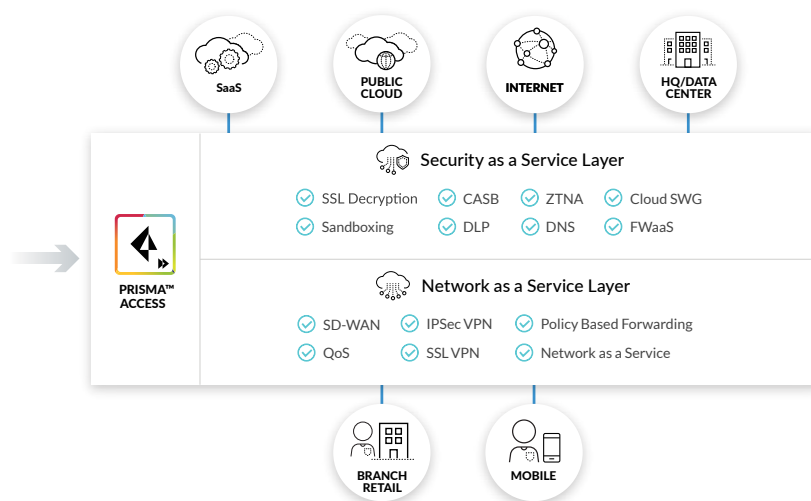 SaaS
PUBLIC
CLOUD
INTERNET
HQ/DATA
CENTER
Security as a Service Layer
SSL Decryption
CASB
ZTNA
Cloud SWG
Sandboxing
DLP
DNS
FWaaS
PRISMA™
ACCESS
Network as a Service Layer
SD-WAN
IPSec VPN
Policy Based Forwarding
QoS
SSL VPN
Network as a Service
BRANCH
RETAIL
MOBILE